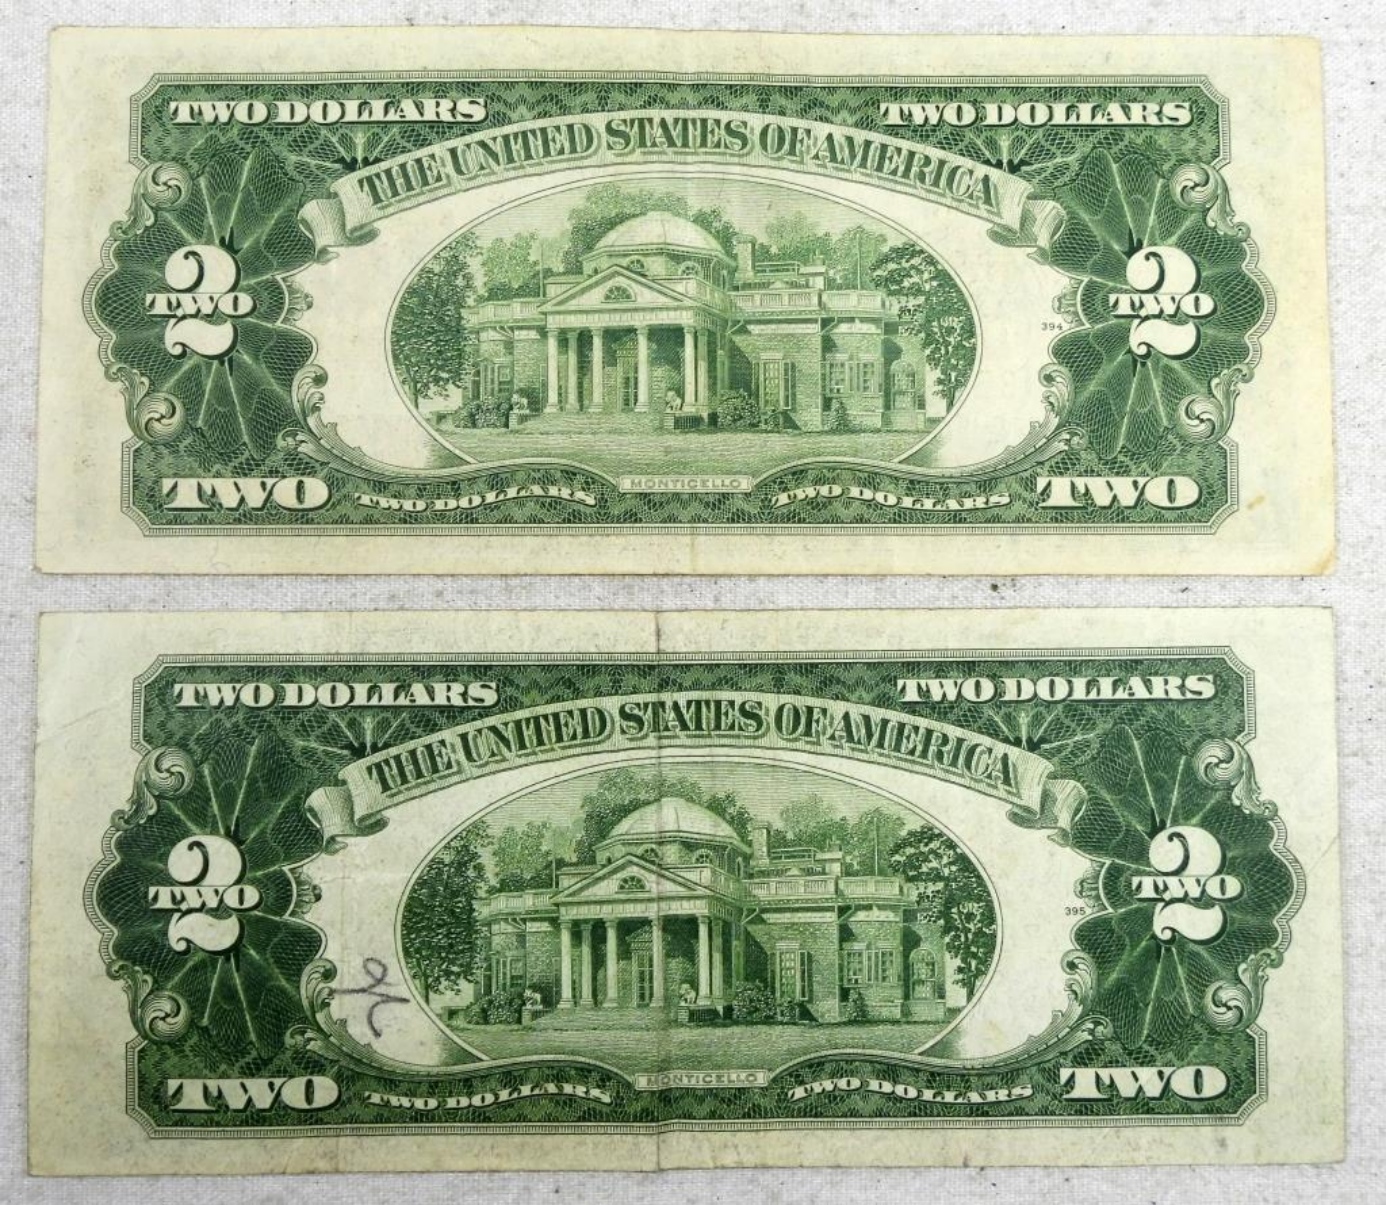 TWO DOLLARS TWO DOLLARS
THE UNITED STATES OF AMERICA
2 TWO
394
2 TWO
MONTICELLO
TWO TWO DOLLARS TWO DOLLARS TWO
TWO DOLLARS TWO DOLLARS
THE UNITED STATES OF AMERICA
2 TWO
395
2 TWO
MONTICELLO
TWO TWO DOLLARS TWO DOLLARS TWO